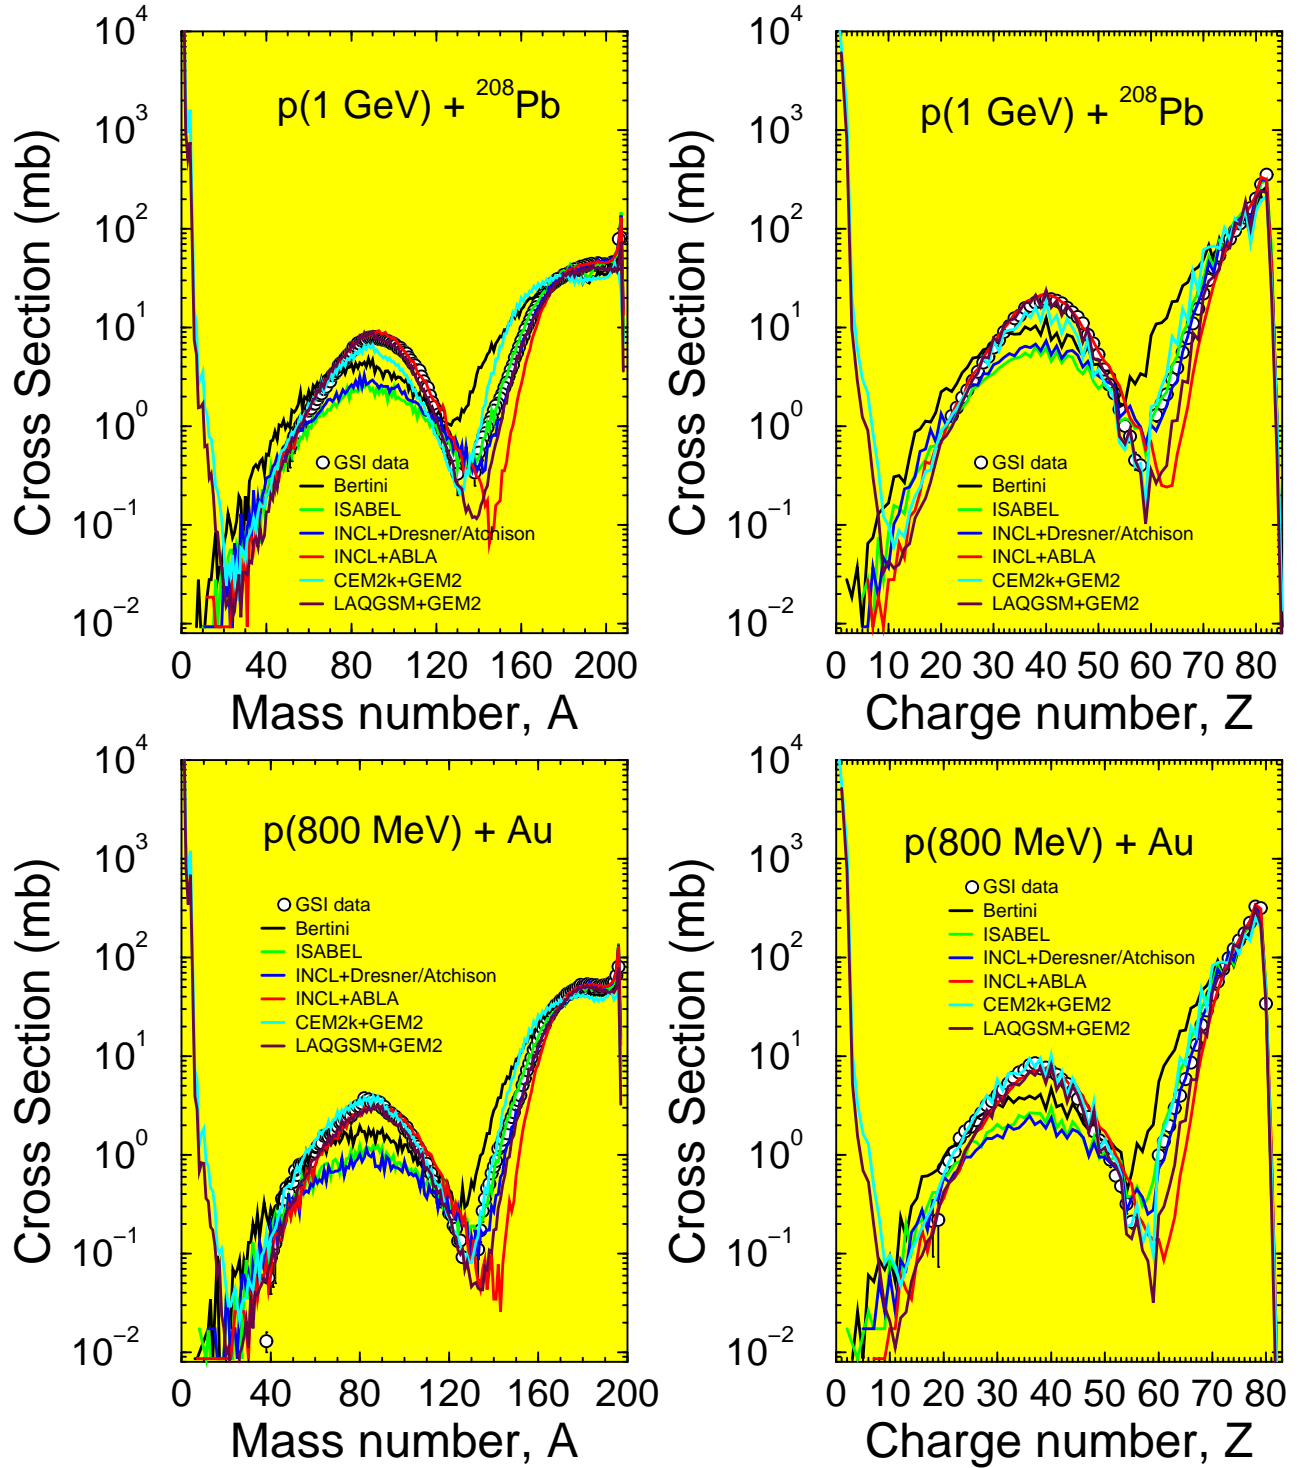 10^4
10^3
10^2
10^1
10^0
10^−1
10^−2
Cross Section (mb)
p(1 GeV) + ^208Pb
GSI data
Bertini
ISABEL
INCL+Dresner/Atchison
INCL+ABLA
CEM2k+GEM2
LAQGSM+GEM2
0 40 80 120 160 200
Mass number, A
10^4
10^3
10^2
10^1
10^0
10^−1
10^−2
Cross Section (mb)
p(1 GeV) + ^208Pb
GSI data
Bertini
ISABEL
INCL+Dresner/Atchison
INCL+ABLA
CEM2k+GEM2
LAQGSM+GEM2
0 10 20 30 40 50 60 70 80
Charge number, Z
10^4
10^3
10^2
10^1
10^0
10^−1
10^−2
Cross Section (mb)
p(800 MeV) + Au
GSI data
Bertini
ISABEL
INCL+Dresner/Atchison
INCL+ABLA
CEM2k+GEM2
LAQGSM+GEM2
0 40 80 120 160 200
Mass number, A
10^4
10^3
10^2
10^1
10^0
10^−1
10^−2
Cross Section (mb)
p(800 MeV) + Au
GSI data
Bertini
ISABEL
INCL+Deresner/Atchison
INCL+ABLA
CEM2k+GEM2
LAQGSM+GEM2
0 10 20 30 40 50 60 70 80
Charge number, Z